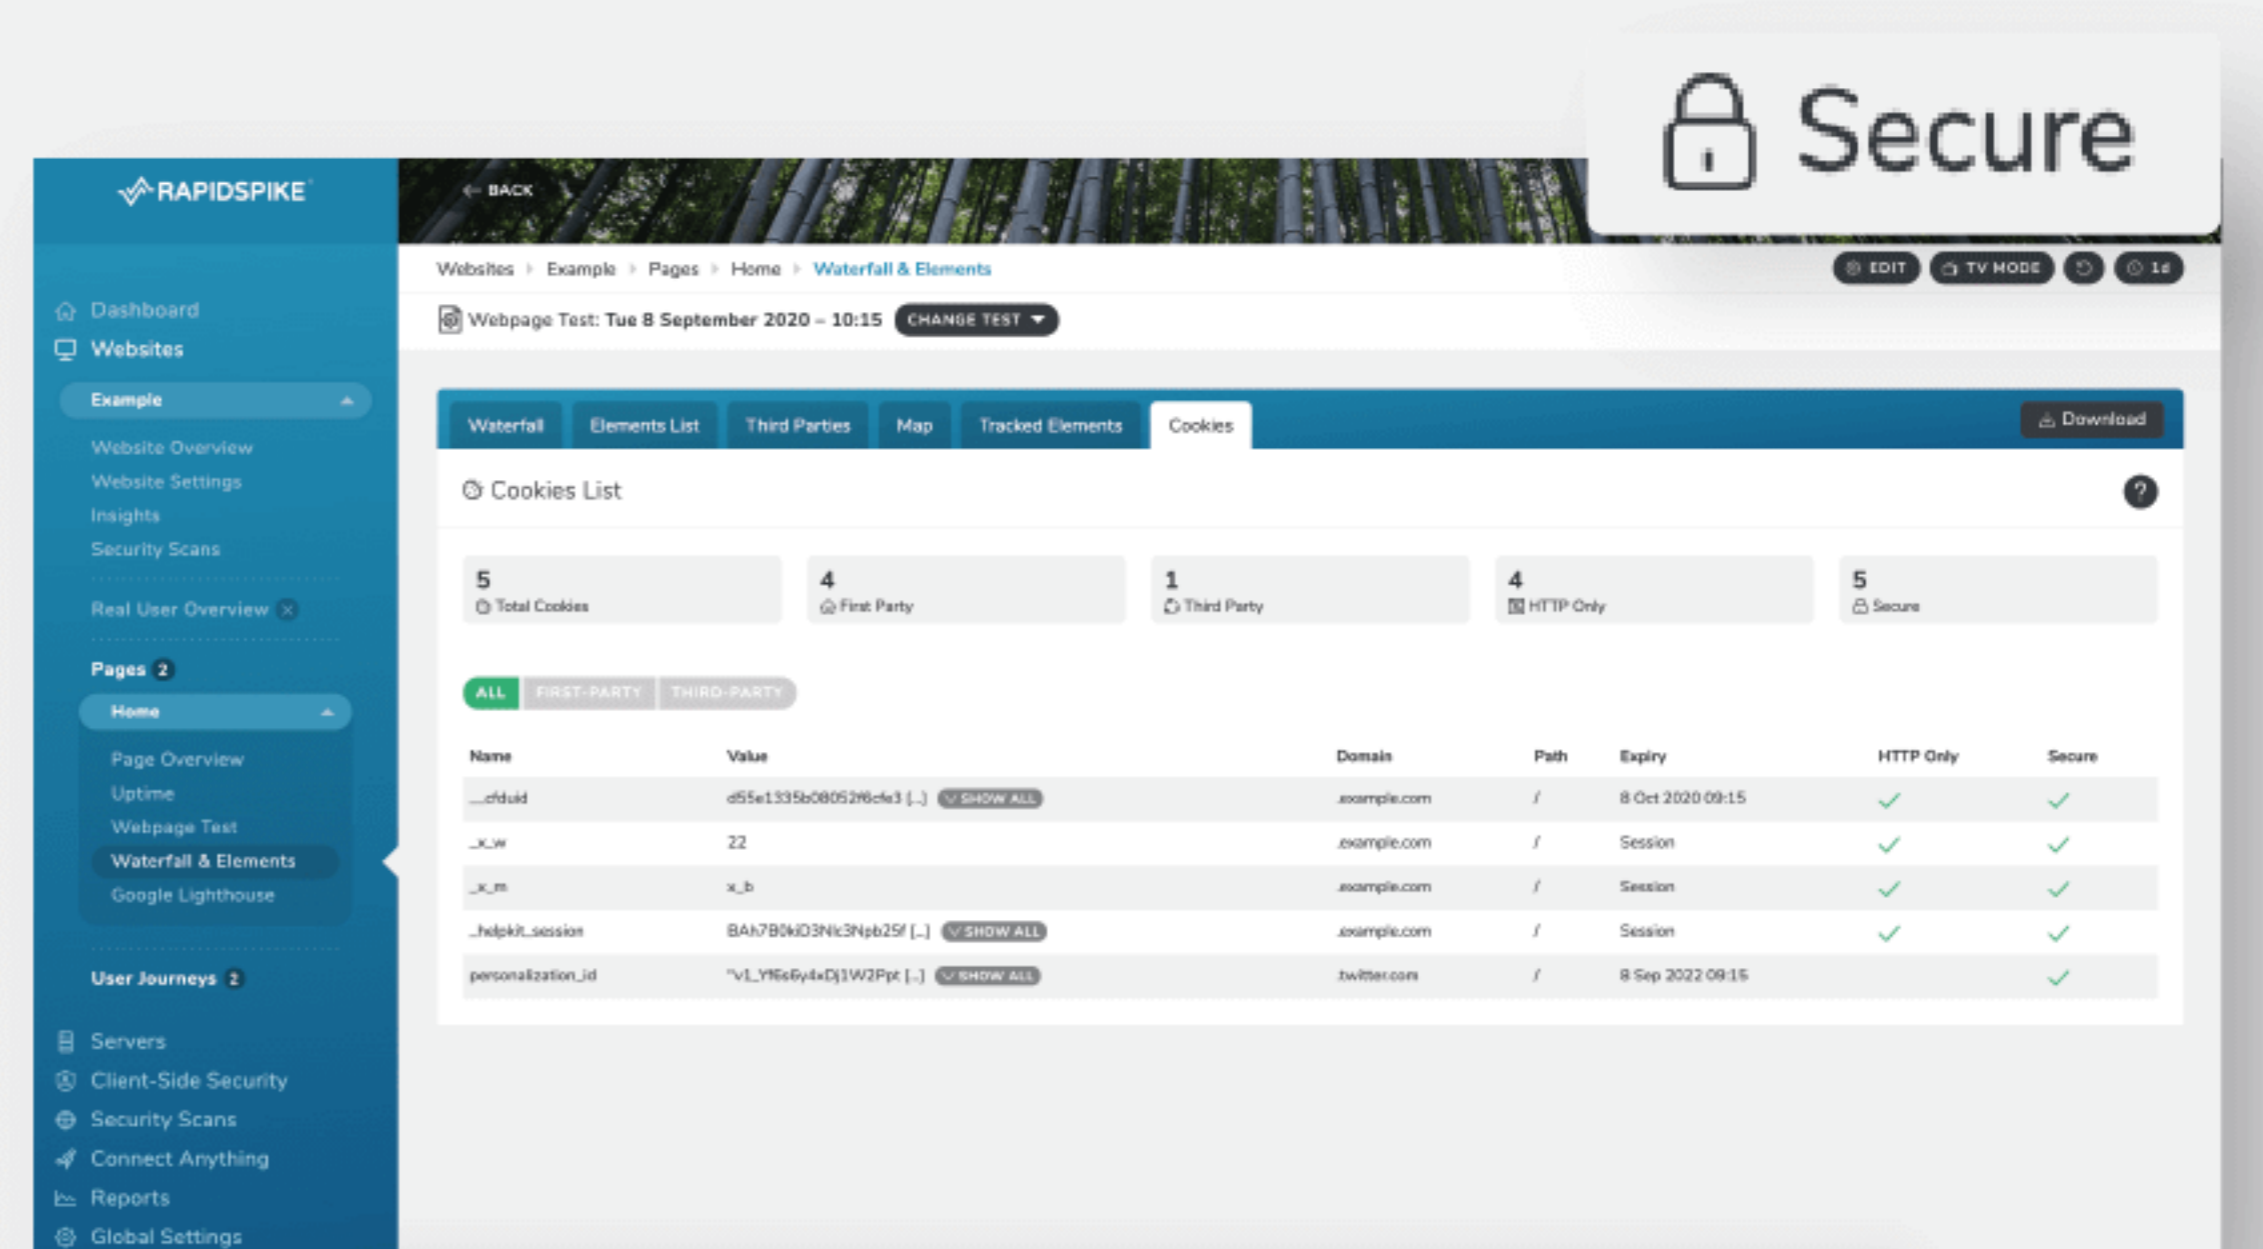 Secure
RAPIDSPIKE
← BACK
Websites Example Pages Home Waterfall & Elements
EDIT TV MODE 1d
Webpage Test: Tue 8 September 2020 – 10:15 CHANGE TEST
Dashboard
Websites
Example
Website Overview
Website Settings
Insights
Security Scans
Real User Overview
Pages 2
Home
Page Overview
Uptime
Webpage Test
Waterfall & Elements
Google Lighthouse
User Journeys 2
Servers
Client-Side Security
Security Scans
Connect Anything
Reports
Global Settings
Waterfall Elements List Third Parties Map Tracked Elements Cookies Download
Cookies List ?
5 4 1 4 5
Total Cookies First Party Third Party HTTP Only Secure
ALL FIRST-PARTY THIRD-PARTY
Name Value Domain Path Expiry HTTP Only Secure
__cfduid [...] SHOW ALL .example.com / 8 Oct 2020 09:15
_x_w 22 .example.com / Session
_x_m x_b .example.com / Session
_helpkit_session [...] SHOW ALL .example.com / Session
personalization_id [...] SHOW ALL .twitter.com / 8 Sep 2022 09:15